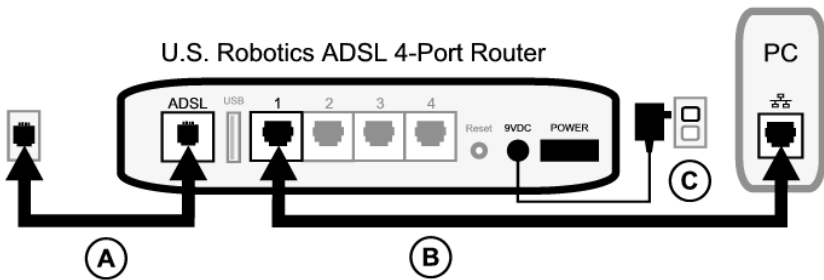 U.S. Robotics ADSL 4-Port Router
PC
ADSL
USB
1
2
3
4
Reset
9VDC
POWER
A
B
C